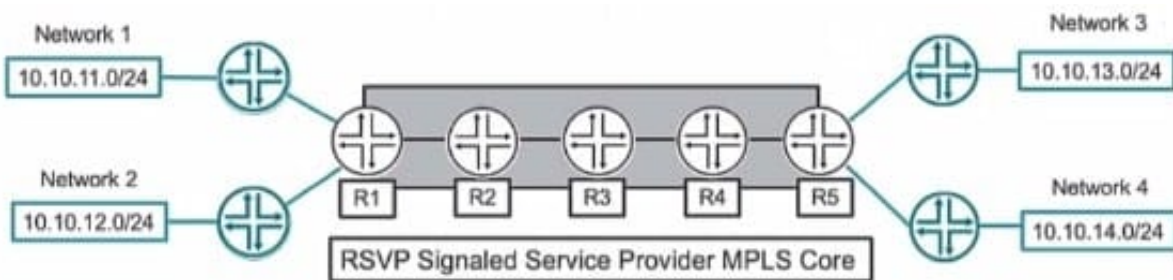 Network 1
10.10.11.0/24
Network 2
10.10.12.0/24
R1
R2
R3
R4
R5
RSVP Signaled Service Provider MPLS Core
Network 3
10.10.13.0/24
Network 4
10.10.14.0/24